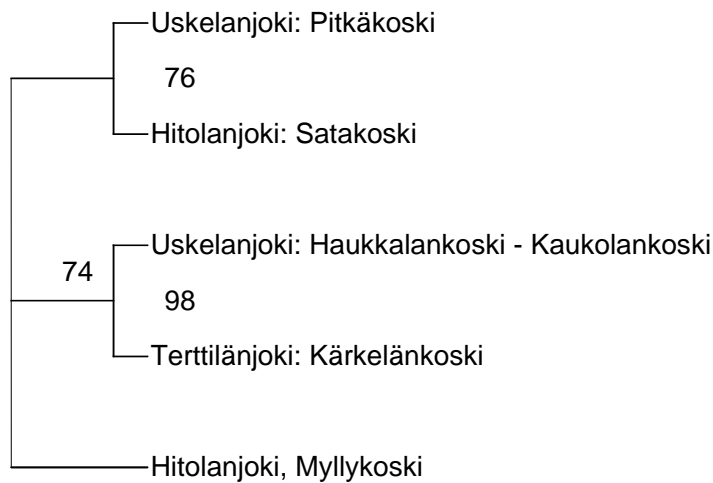 Uskelanjoki: Pitkäkoski
76
Hitolanjoki: Satakoski
Uskelanjoki: Haukkalankoski - Kaukolankoski
74
98
Terttilänjoki: Kärkelänkoski
Hitolanjoki, Myllykoski